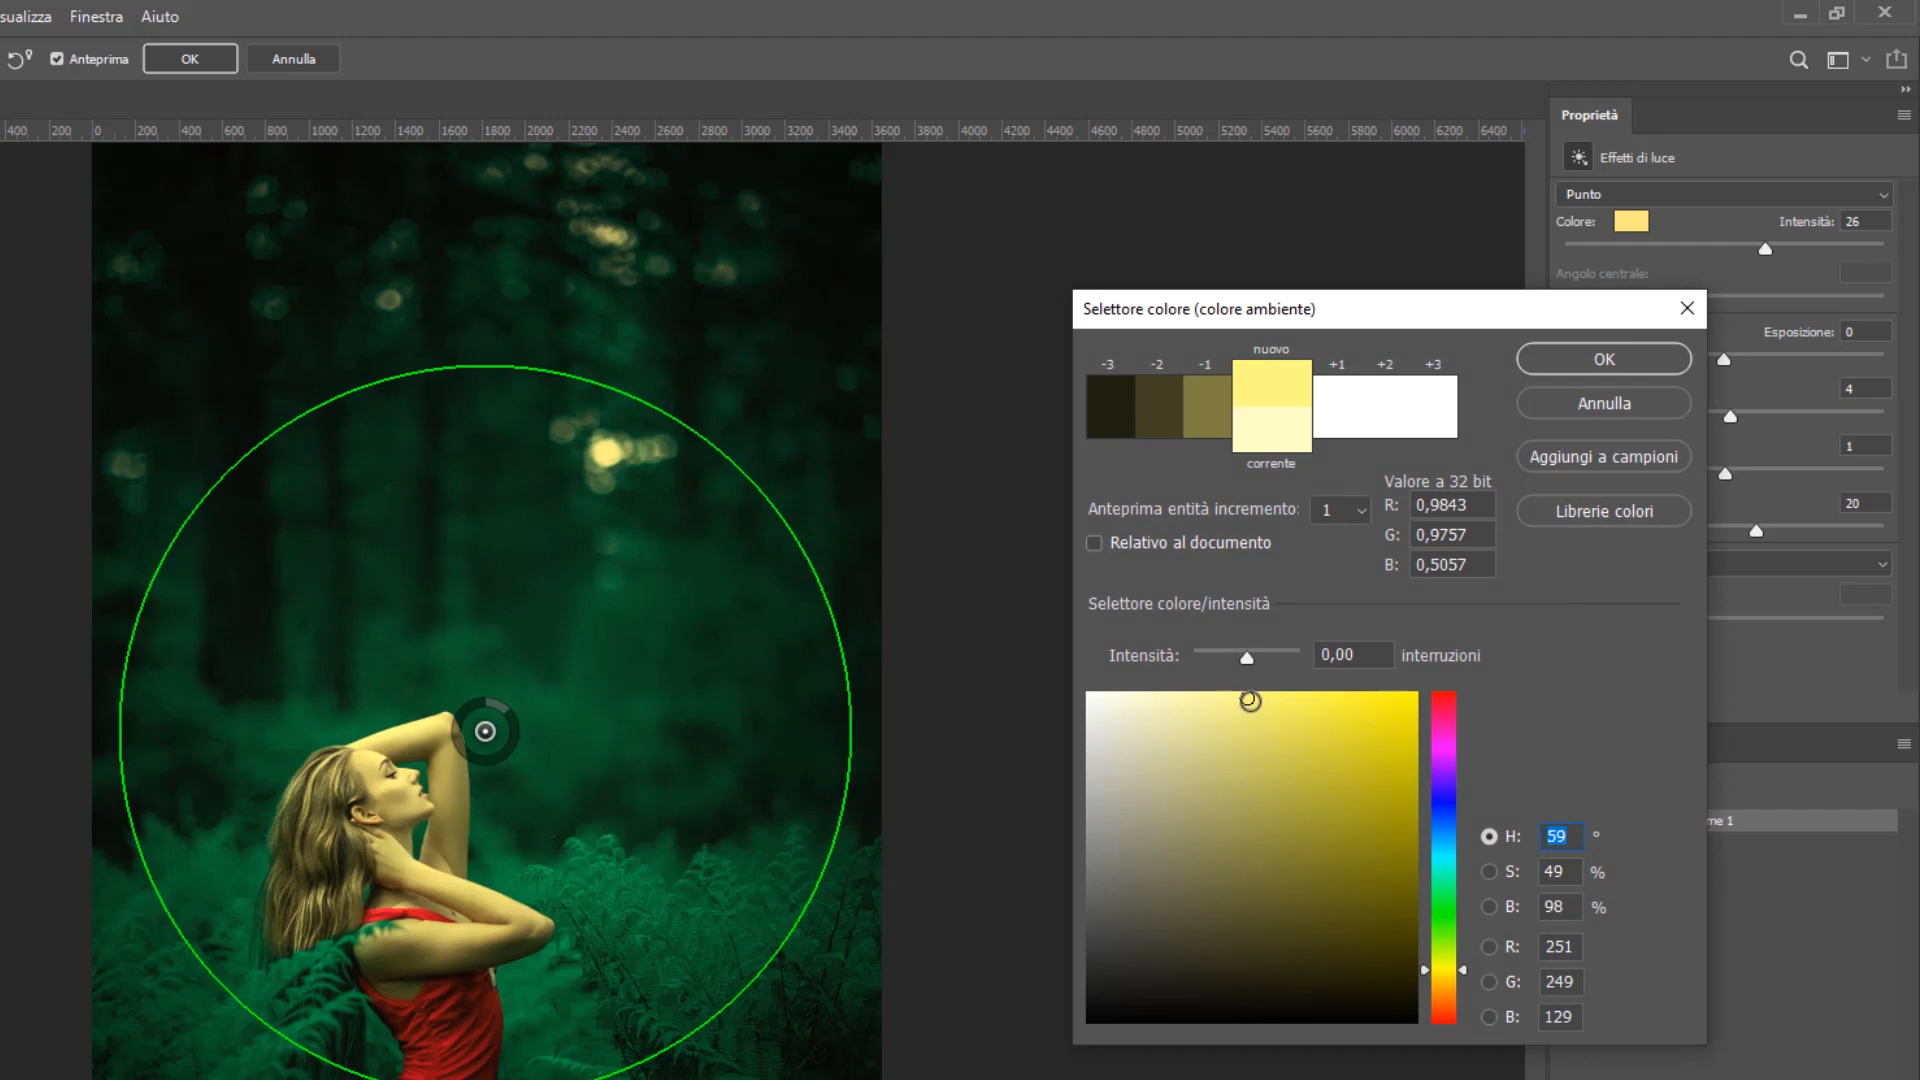 sualizza Finestra Aiuto
Anteprima OK Annulla
400 200 0 200 400 600 800 1000 1200 1400 1600 1800 2000 2200 2400 2600 2800 3000 3200 3400 3600 3800 4000 4200 4400 4600 4800 5000 5200 5400 5600 5800 6000 6200 6400
Proprietà
Effetti di luce
Punto
Colore: Intensità: 26
Angolo centrale:
Esposizione: 0
4
1
20
me 1
Selettore colore (colore ambiente)
nuovo
-3 -2 -1 +1 +2 +3
corrente
OK
Annulla
Aggiungi a campioni
Librerie colori
Valore a 32 bit
Anteprima entità incremento: 1
Relativo al documento
R: 0,9843
G: 0,9757
B: 0,5057
Selettore colore/intensità
Intensità: 0,00 interruzioni
H: 59 °
S: 49 %
B: 98 %
R: 251
G: 249
B: 129